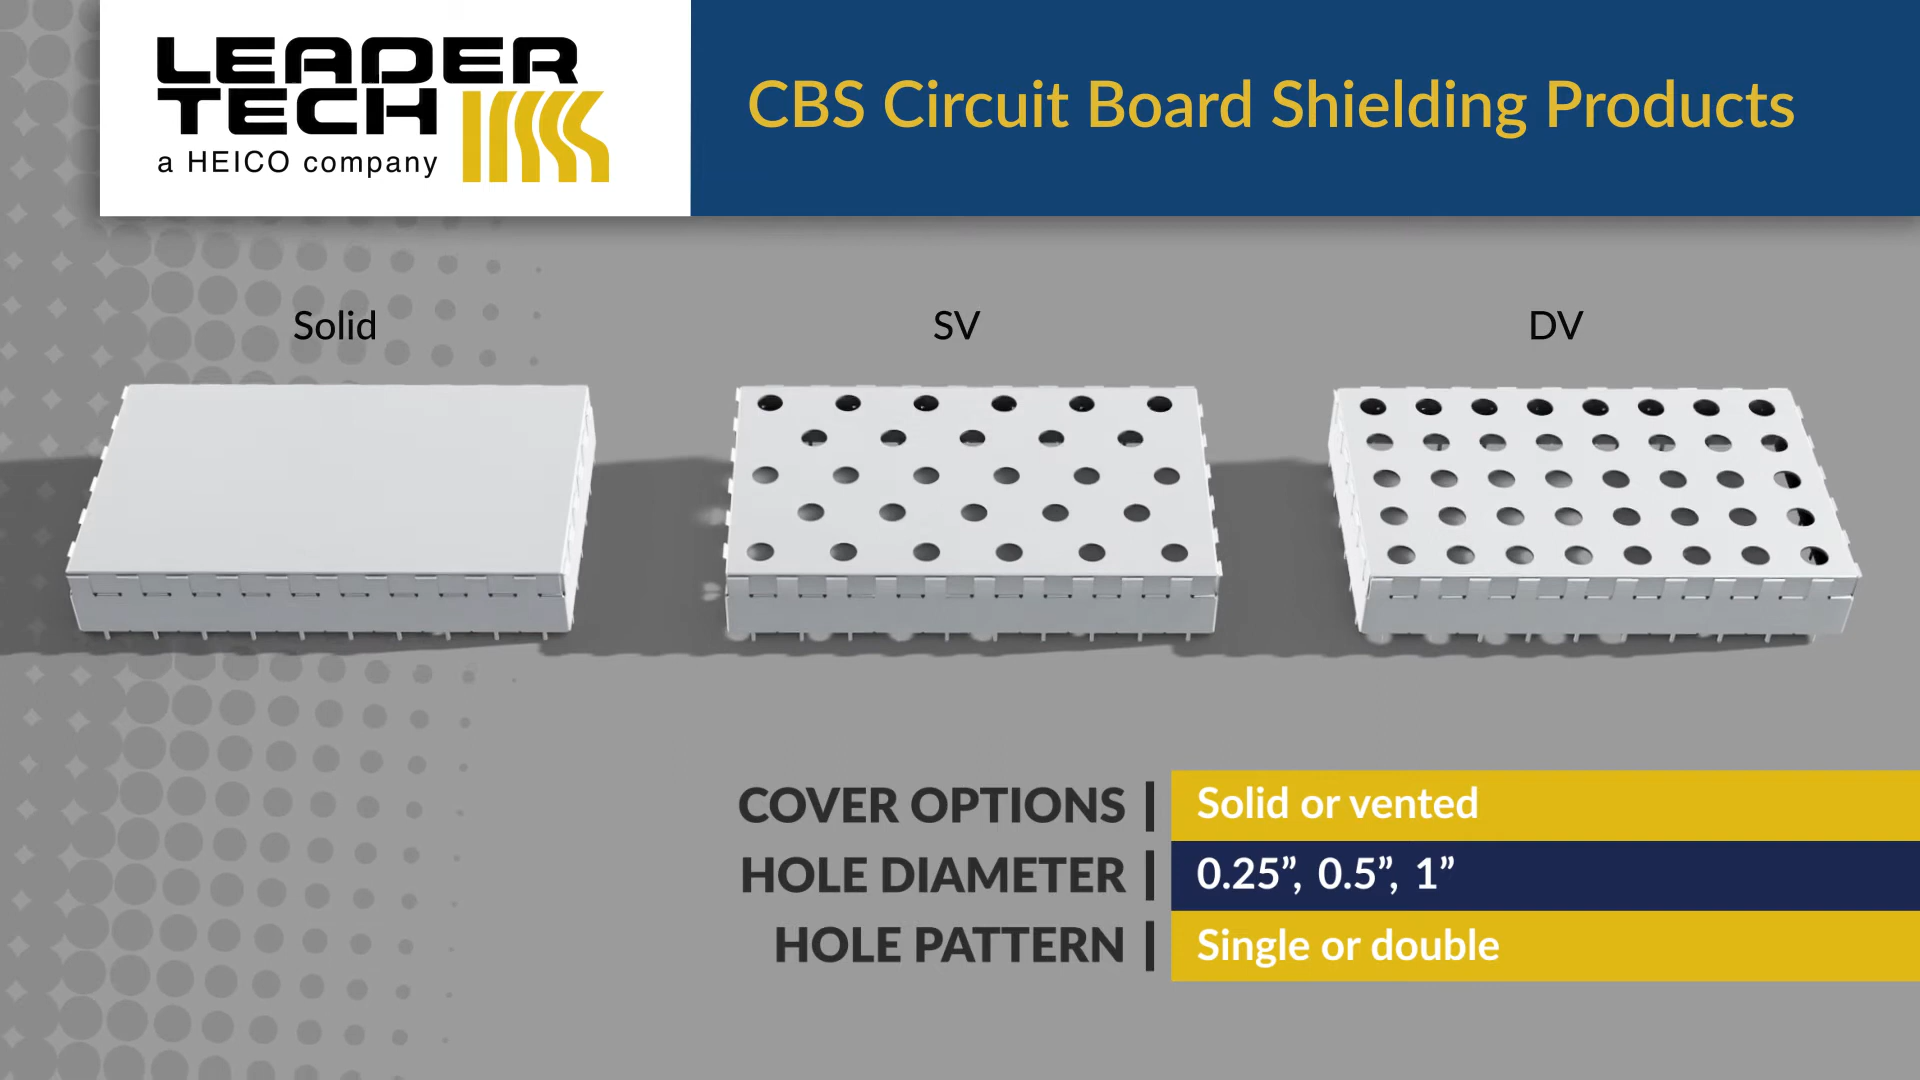 LEADER
TECH
a HEICO company
CBS Circuit Board Shielding Products
Solid
SV
DV
COVER OPTIONS | Solid or vented
HOLE DIAMETER | 0.25”, 0.5”, 1”
HOLE PATTERN | Single or double